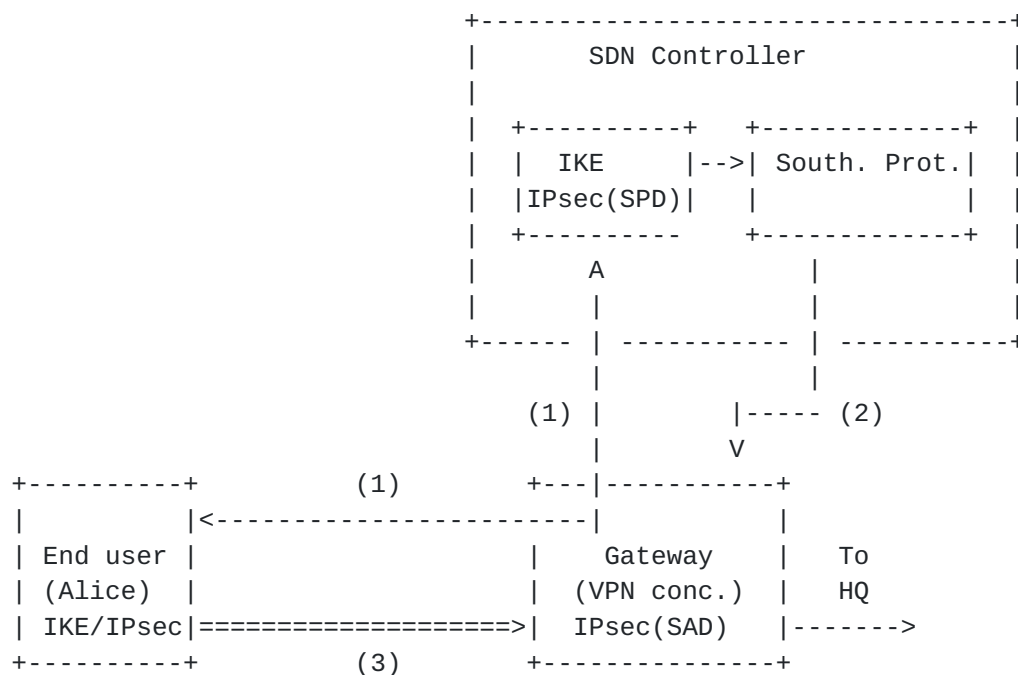 SDN Controller
IKE South. Prot.
IPsec(SPD)
A
(1) (2)
V
(1)
End user Gateway To
(Alice) (VPN conc.) HQ
IKE/IPsec IPsec(SAD)
(3)